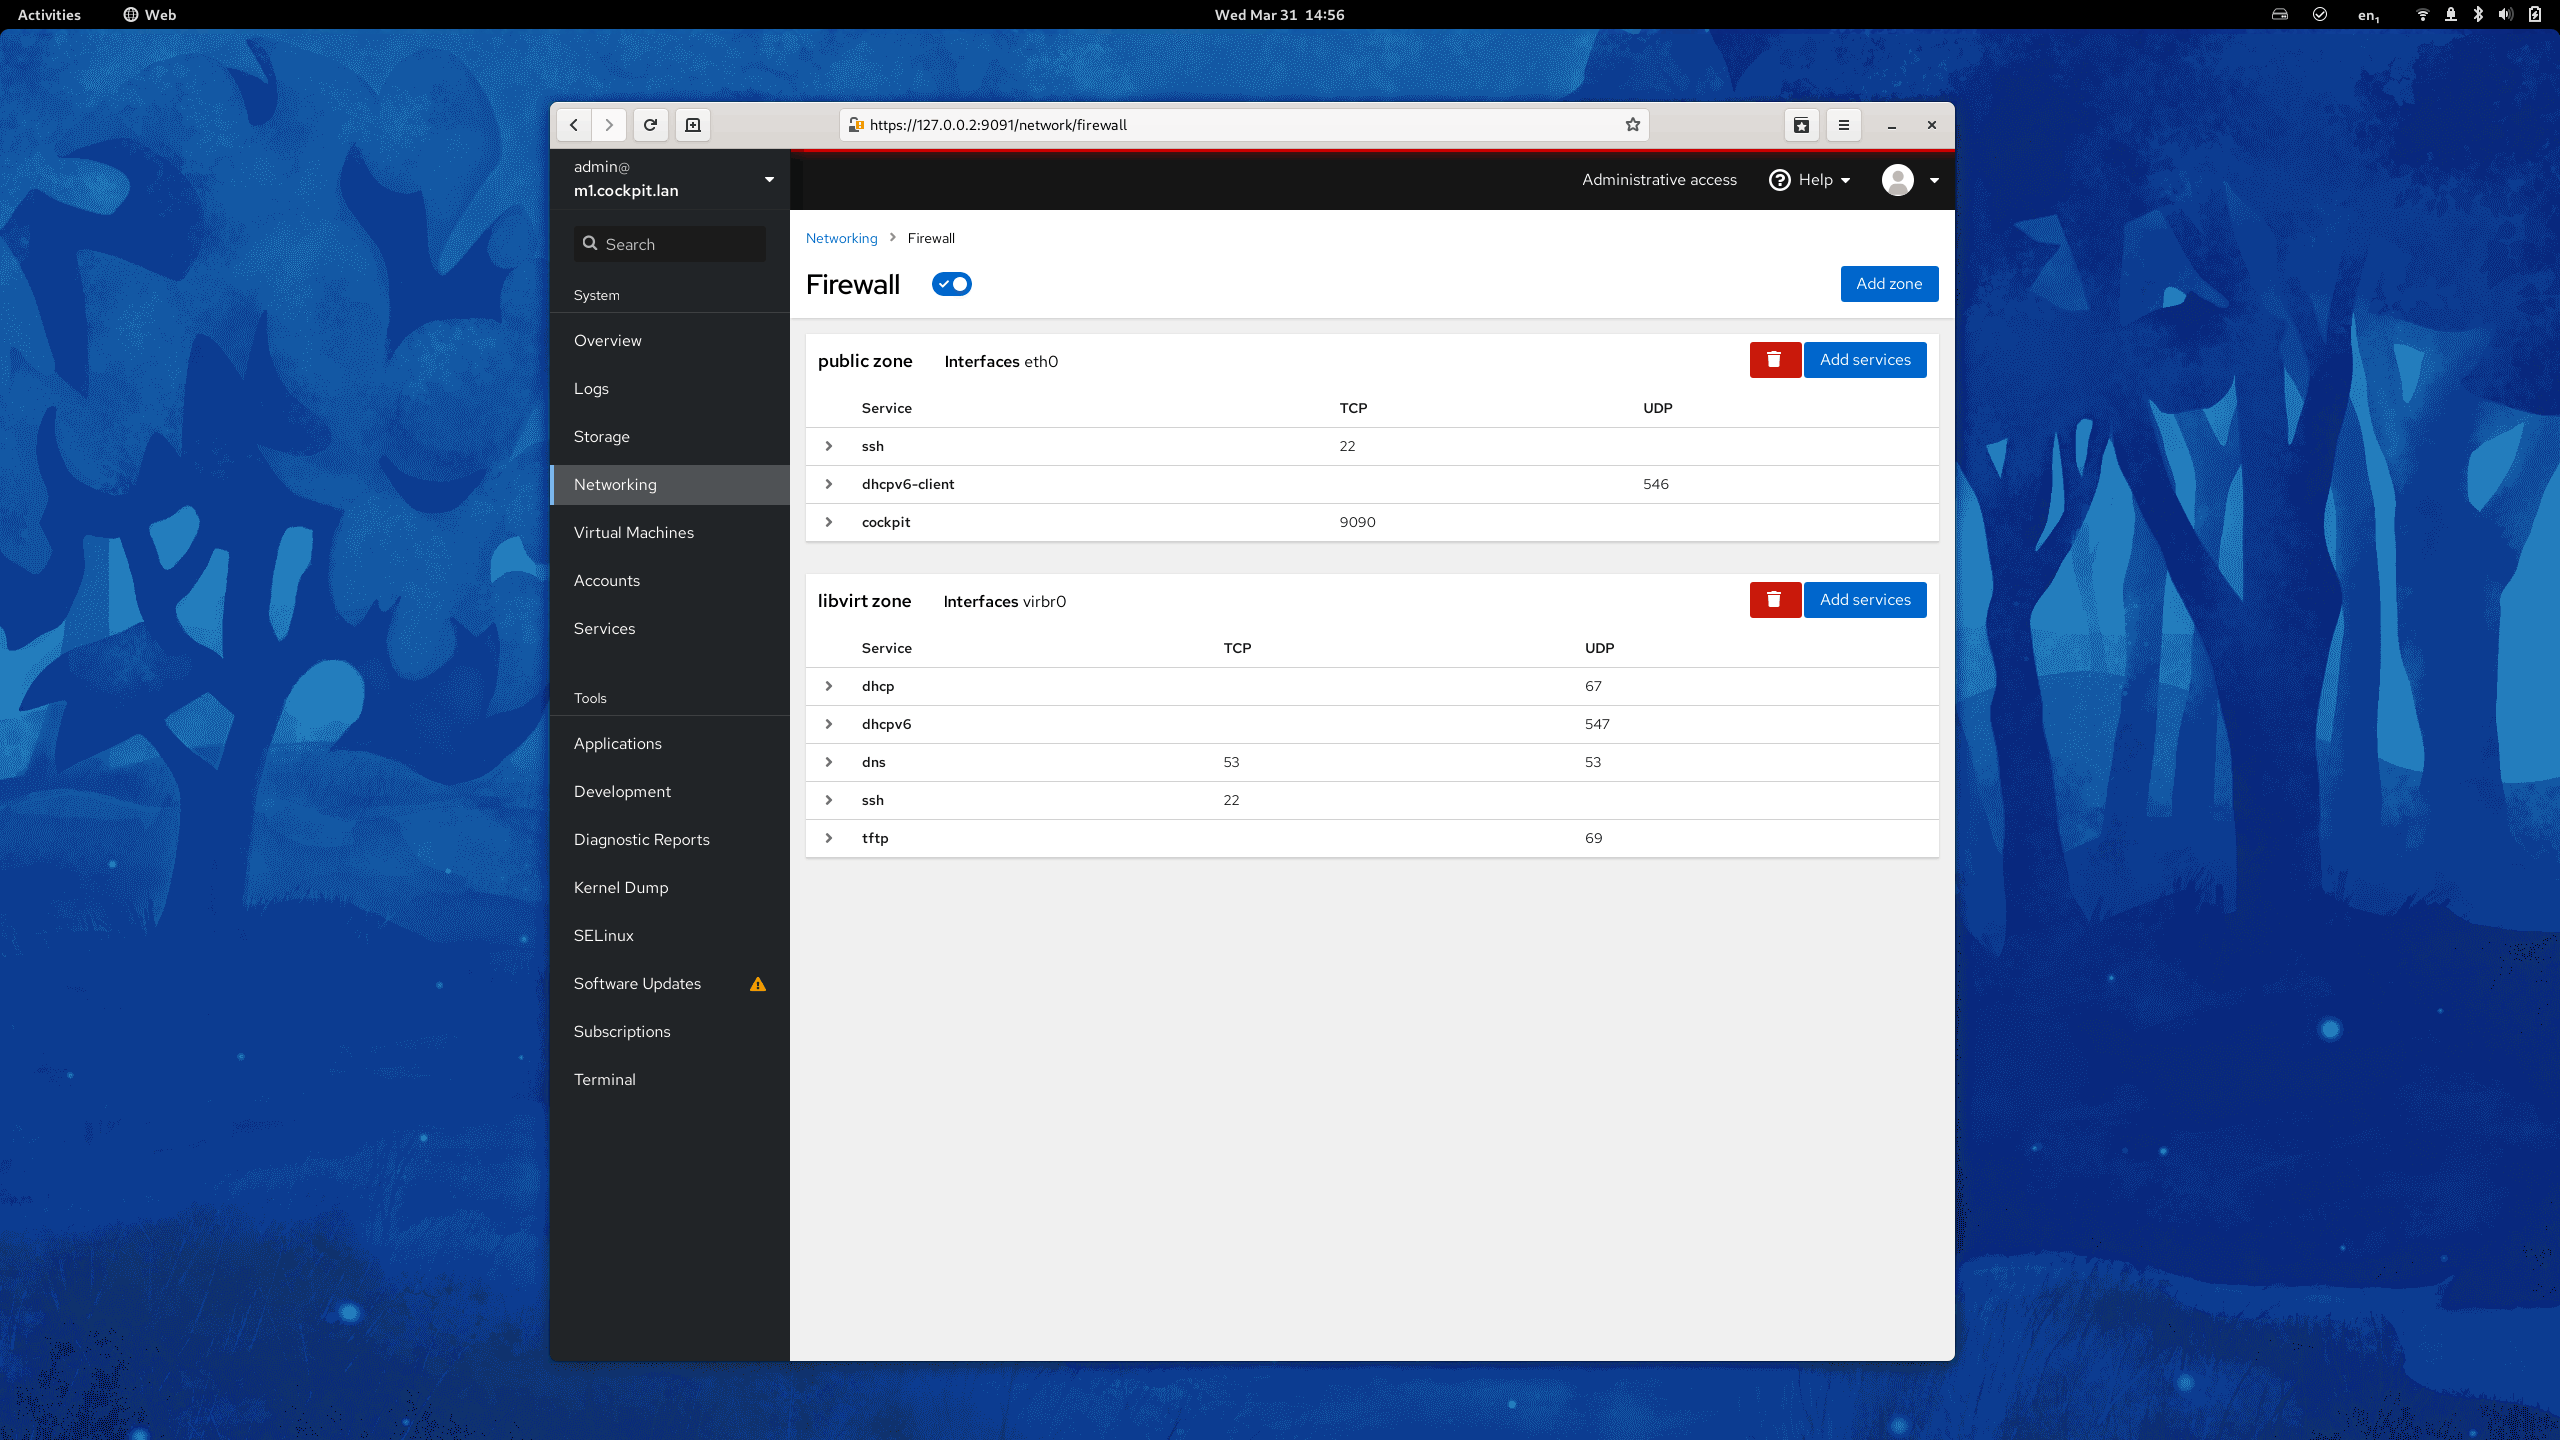 Activities Web Wed Mar 31 14:56 en1
https://127.0.0.2:9091/network/firewall
admin@
m1.cockpit.lan
Administrative access Help
Search
System
Overview
Logs
Storage
Networking
Virtual Machines
Accounts
Services
Tools
Applications
Development
Diagnostic Reports
Kernel Dump
SELinux
Software Updates
Subscriptions
Terminal
Networking Firewall
Firewall Add zone
public zone Interfaces eth0 Add services
Service TCP UDP
ssh 22
dhcpv6-client 546
cockpit 9090
libvirt zone Interfaces virbr0 Add services
Service TCP UDP
dhcp 67
dhcpv6 547
dns 53 53
ssh 22
tftp 69